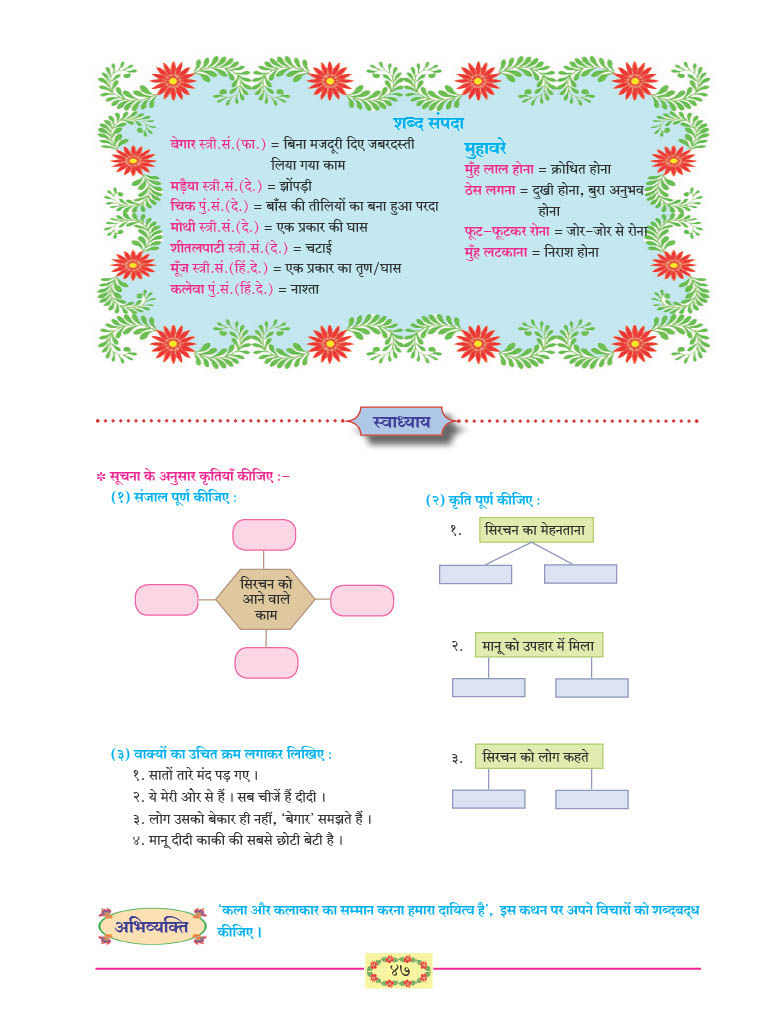 शब्द संपदा
बेगार स्त्री.सं.(फा.) = बिना मजदूरी दिए जबरदस्ती
लिया गया काम
मड़ैया स्त्री.सं.(दे.) = झोंपड़ी
चिक पुं.सं.(दे.) = बाँस की तीलियों का बना हुआ परदा
मोथी स्त्री.सं.(दे.) = एक प्रकार की घास
शीतलपाटी स्त्री.सं.(दे.) = चटाई
मूँज स्त्री.सं.(हिं.दे.) = एक प्रकार का तृण/घास
कलेवा पुं.सं.(हिं.दे.) = नाश्ता
मुहावरे
मुँह लाल होना = क्रोधित होना
ठेस लगना = दुखी होना, बुरा अनुभव
होना
फूट-फूटकर रोना = जोर-जोर से रोना
मुँह लटकाना = निराश होना
स्वाध्याय
* सूचना के अनुसार कृतियाँ कीजिए :-
(१) संजाल पूर्ण कीजिए :
सिरचन को
आने वाले
काम
(२) कृति पूर्ण कीजिए :
१. सिरचन का मेहनताना
२. मानू को उपहार में मिला
३. सिरचन को लोग कहते
(३) वाक्यों का उचित क्रम लगाकर लिखिए :
१. सातों तारे मंद पड़ गए ।
२. ये मेरी ओर से हैं । सब चीजें हैं दीदी ।
३. लोग उसको बेकार ही नहीं, ‘बेगार’ समझते हैं ।
४. मानू दीदी काकी की सबसे छोटी बेटी है ।
अभिव्यक्ति
‘कला और कलाकार का सम्मान करना हमारा दायित्व है’, इस कथन पर अपने विचारों को शब्दबद्ध
कीजिए ।
४७